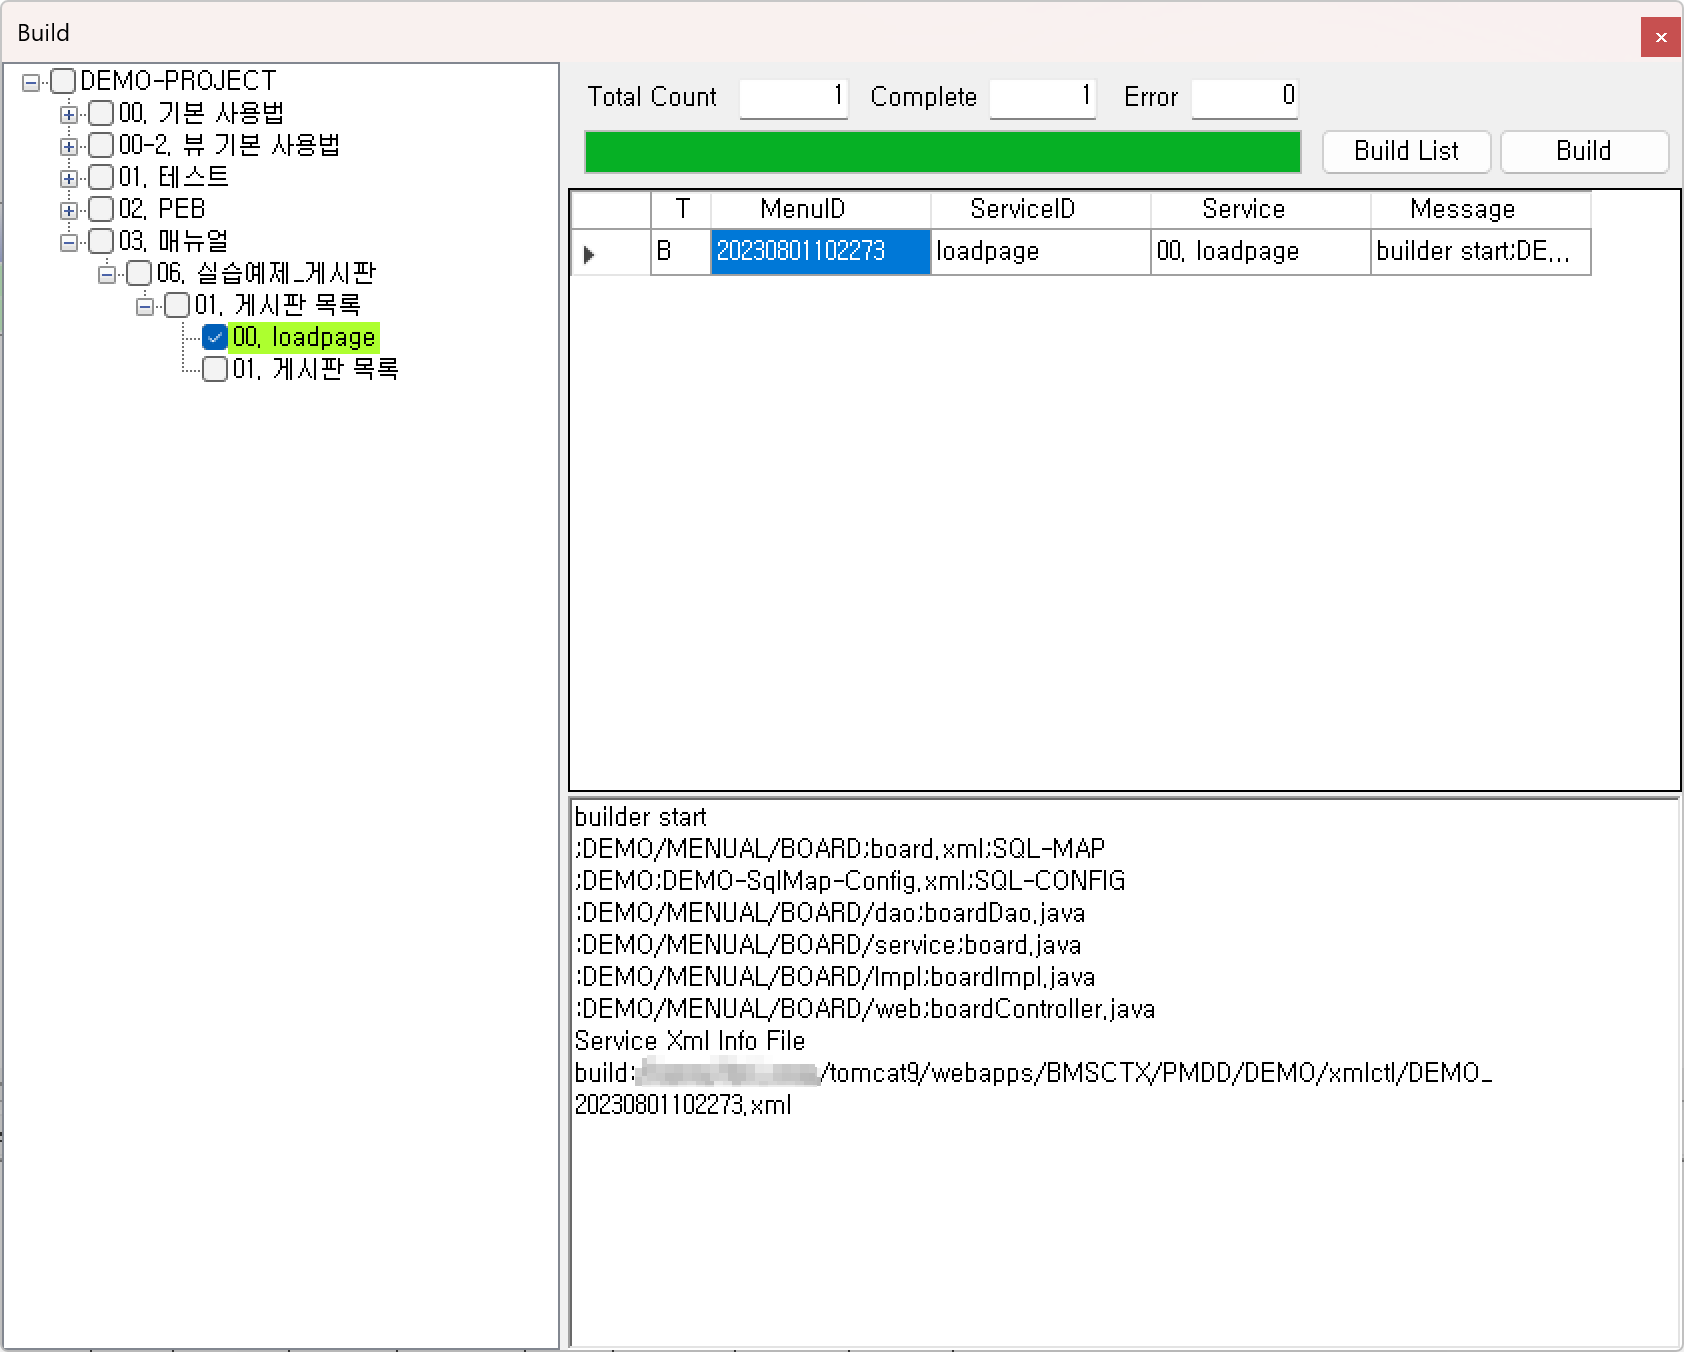 Build
DEMO-PROJECT
00. 기본 사용법
00-2. 뷰 기본 사용법
01. 테스트
02. PEB
03. 매뉴얼
06. 실습예제_게시판
01. 게시판 목록
00. loadpage
01. 게시판 목록
Total Count 1 Complete 1 Error 0
Build List Build
T MenuID ServiceID Service Message
B 20230801102273 loadpage 00. loadpage builder start;DE...
builder start
;DEMO/MENUAL/BOARD;board.xml;SQL-MAP
;DEMO;DEMO-SqlMap-Config.xml;SQL-CONFIG
:DEMO/MENUAL/BOARD/dao;boardDao.java
:DEMO/MENUAL/BOARD/service;board.java
:DEMO/MENUAL/BOARD/Impl;boardImpl.java
:DEMO/MENUAL/BOARD/web;boardController.java
Service Xml Info File
build: /tomcat9/webapps/BMSCTX/PMDD/DEMO/xmlctl/DEMO_
20230801102273.xml